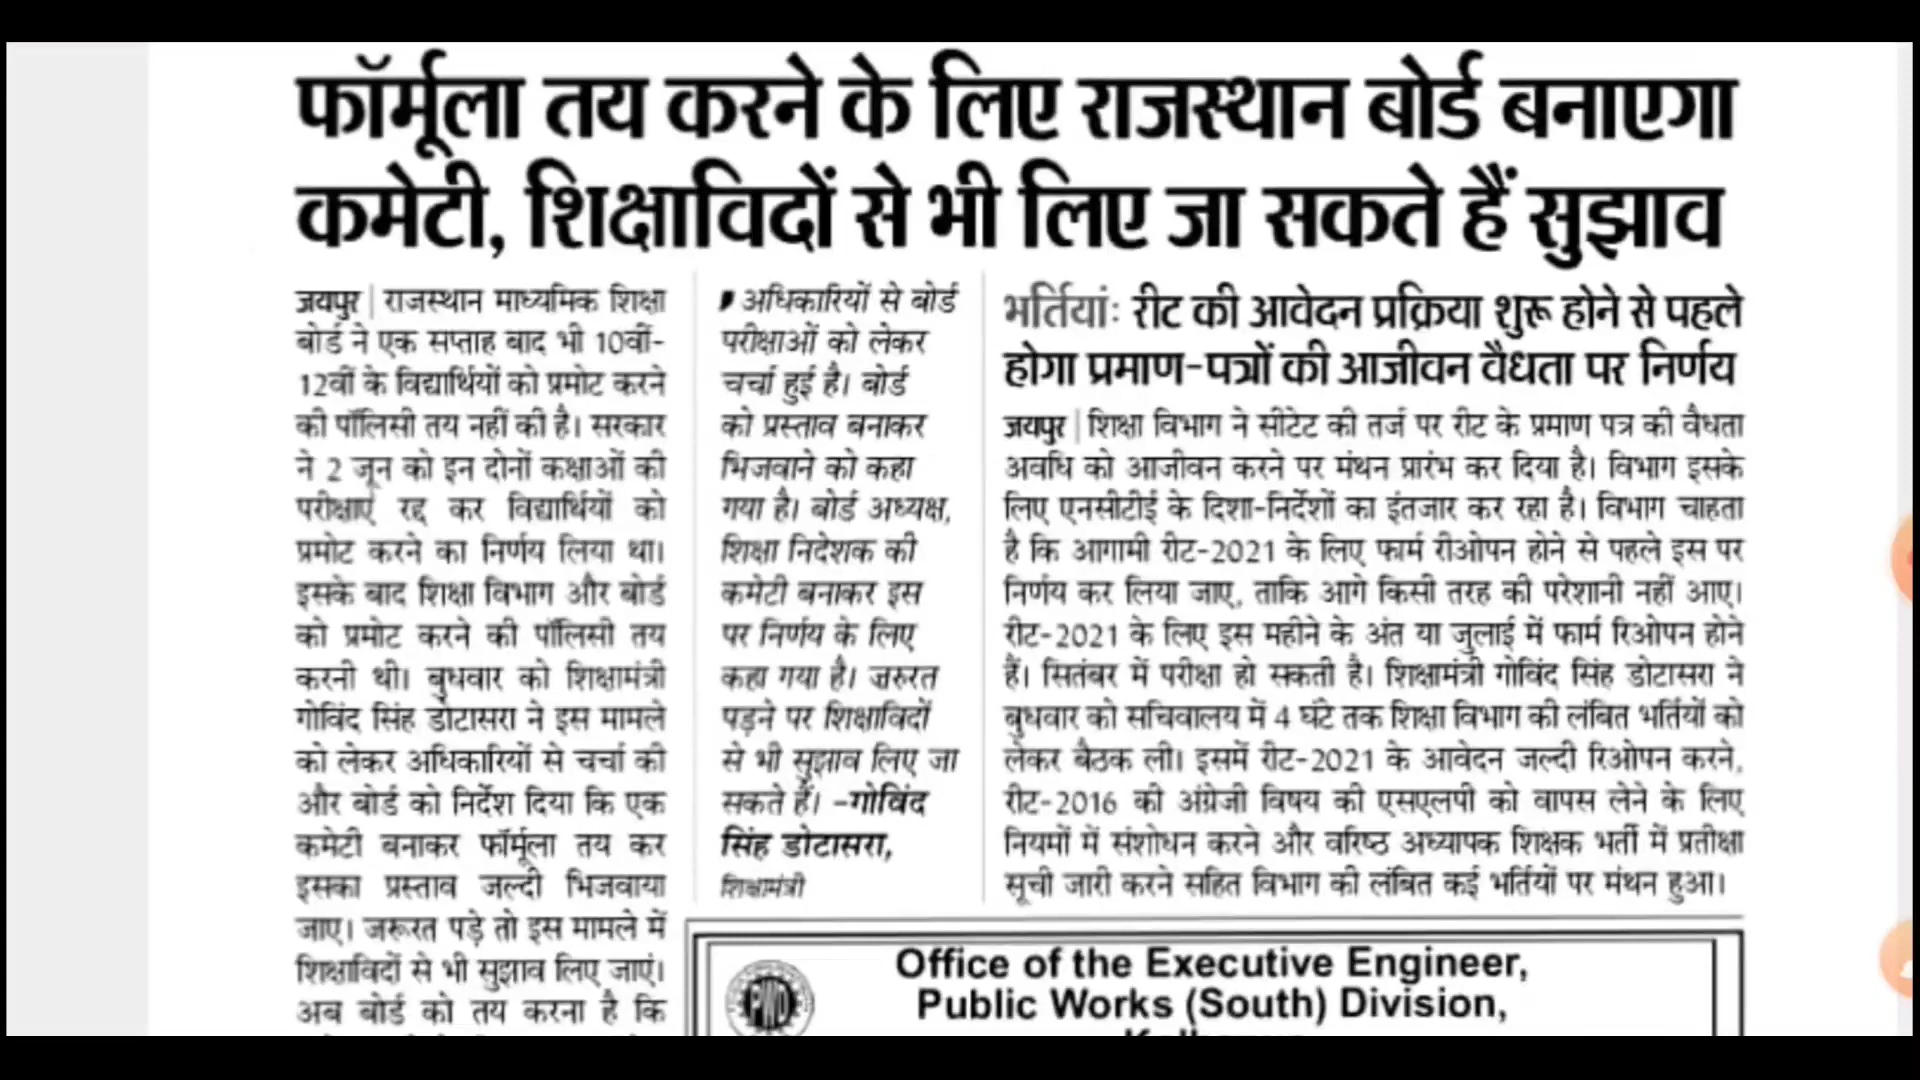 फॉर्मूला तय करने के लिए राजस्थान बोर्ड बनाएगा
कमेटी, शिक्षाविदों से भी लिए जा सकते हैं सुझाव
जयपुर | राजस्थान माध्यमिक शिक्षा
बोर्ड ने एक सप्ताह बाद भी 10वीं-
12वीं के विद्यार्थियों को प्रमोट करने
की पॉलिसी तय नहीं की है। सरकार
ने 2 जून को इन दोनों कक्षाओं की
परीक्षाएं रद्द कर विद्यार्थियों को
प्रमोट करने का निर्णय लिया था।
इसके बाद शिक्षा विभाग और बोर्ड
को प्रमोट करने की पॉलिसी तय
करनी थी। बुधवार को शिक्षामंत्री
गोविंद सिंह डोटासरा ने इस मामले
को लेकर अधिकारियों से चर्चा की
और बोर्ड को निर्देश दिया कि एक
कमेटी बनाकर फॉर्मूला तय कर
इसका प्रस्ताव जल्दी भिजवाया
जाए। जरूरत पड़े तो इस मामले में
शिक्षाविदों से भी सुझाव लिए जाएं।
अब बोर्ड को तय करना है कि
अधिकारियों से बोर्ड
परीक्षाओं को लेकर
चर्चा हुई है। बोर्ड
को प्रस्ताव बनाकर
भिजवाने को कहा
गया है। बोर्ड अध्यक्ष,
शिक्षा निदेशक की
कमेटी बनाकर इस
पर निर्णय के लिए
कहा गया है। जरुरत
पड़ने पर शिक्षाविदों
से भी सुझाव लिए जा
सकते हैं। -गोविंद
सिंह डोटासरा,
शिक्षामंत्री
भर्तियां: रीट की आवेदन प्रक्रिया शुरू होने से पहले
होगा प्रमाण-पत्रों की आजीवन वैधता पर निर्णय
जयपुर | शिक्षा विभाग ने सीटेट की तर्ज पर रीट के प्रमाण पत्र की वैधता
अवधि को आजीवन करने पर मंथन प्रारंभ कर दिया है। विभाग इसके
लिए एनसीटीई के दिशा-निर्देशों का इंतजार कर रहा है। विभाग चाहता
है कि आगामी रीट-2021 के लिए फार्म रीओपन होने से पहले इस पर
निर्णय कर लिया जाए, ताकि आगे किसी तरह की परेशानी नहीं आए।
रीट-2021 के लिए इस महीने के अंत या जुलाई में फार्म रिओपन होने
हैं। सितंबर में परीक्षा हो सकती है। शिक्षामंत्री गोविंद सिंह डोटासरा ने
बुधवार को सचिवालय में 4 घंटे तक शिक्षा विभाग की लंबित भर्तियों को
लेकर बैठक ली। इसमें रीट-2021 के आवेदन जल्दी रिओपन करने,
रीट-2016 की अंग्रेजी विषय की एसएलपी को वापस लेने के लिए
नियमों में संशोधन करने और वरिष्ठ अध्यापक शिक्षक भर्ती में प्रतीक्षा
सूची जारी करने सहित विभाग की लंबित कई भर्तियों पर मंथन हुआ।
PWD
Office of the Executive Engineer,
Public Works (South) Division,